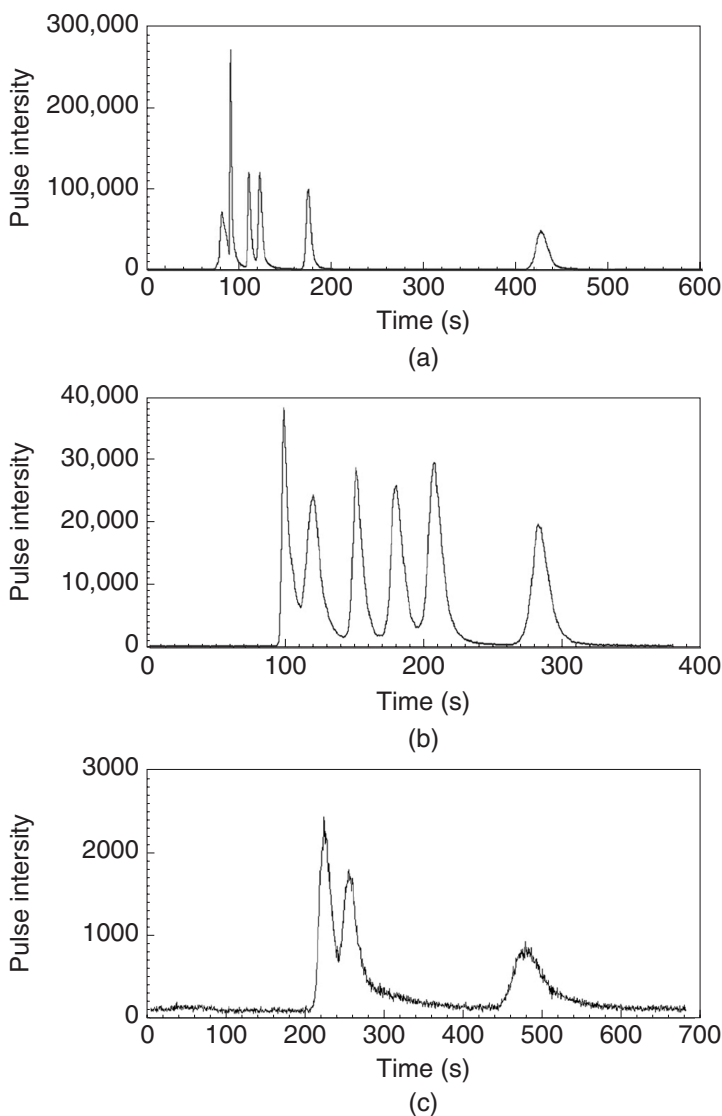 300,000
200,000
100,000
0
Pulse intersity
0 100 200 300 400 500 600
Time (s)
(a)
40,000
30,000
20,000
10,000
0
Pulse intersity
0 100 200 300 400
Time (s)
(b)
3000
2000
1000
0
Pulse intersity
0 100 200 300 400 500 600 700
Time (s)
(c)